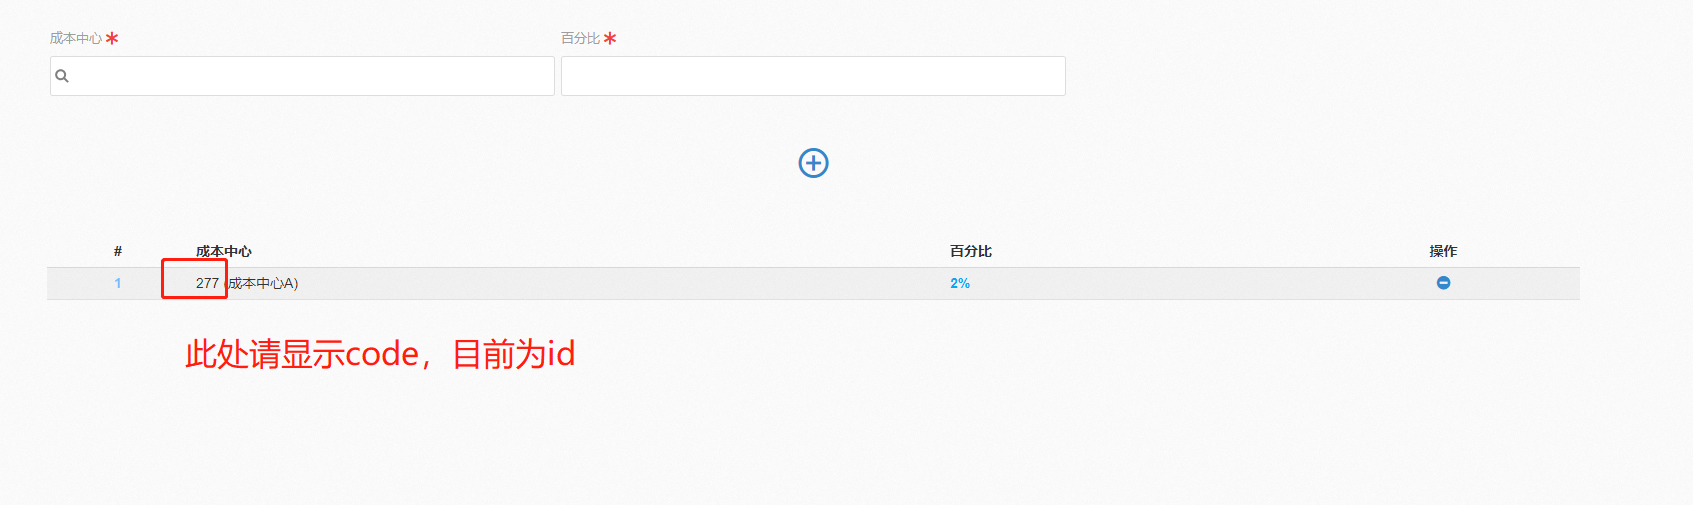 成本中心 * 百分比 *
# 成本中心 百分比 操作
1 277 (成本中心A) 2%
此处请显示code，目前为id